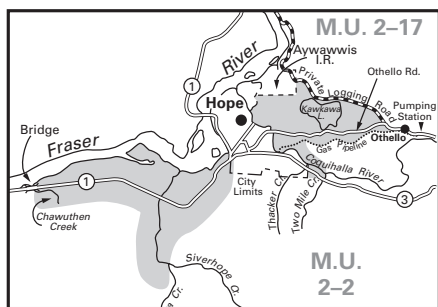 M.U. 2–17
River
Aywawwis
I.R.
1
Private Logging Road
Othello Rd.
Hope
Kawkawa
L.
Pumping
Station
Bridge
Fraser
Othello
Gas Pipeline
Coquihalla River
1
City
Limits
Thacker Cr.
Two Mile Cr.
3
Chawuthen
Creek
Silverhope Cr.
M.U.
2–2
Cr.